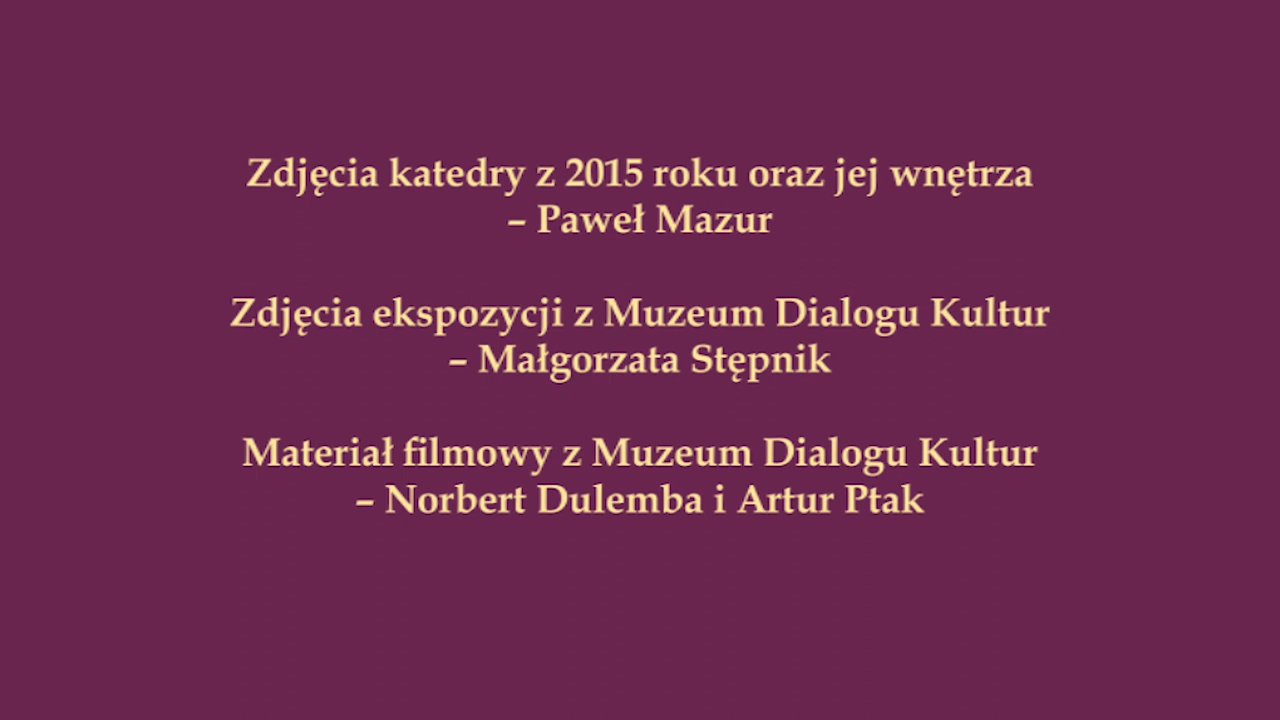 Zdjęcia katedry z 2015 roku oraz jej wnętrza
– Paweł Mazur
Zdjęcia ekspozycji z Muzeum Dialogu Kultur
– Małgorzata Stępnik
Materiał filmowy z Muzeum Dialogu Kultur
– Norbert Dulemba i Artur Ptak